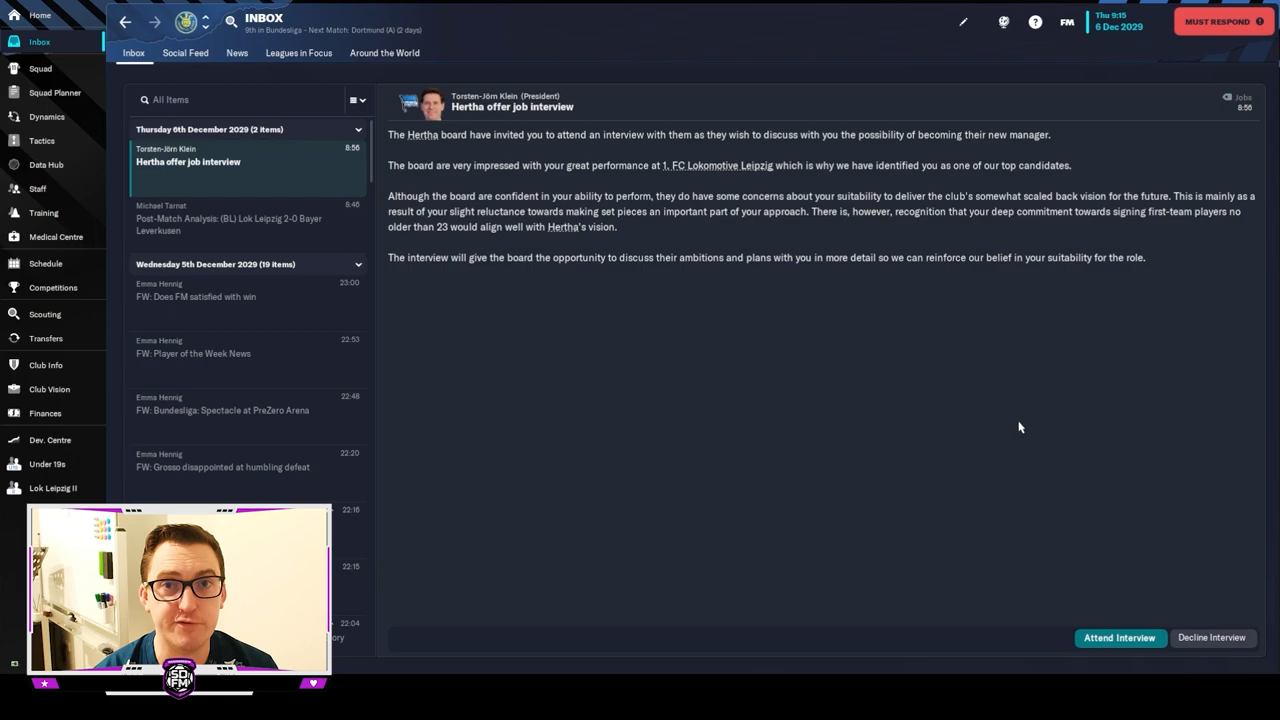 Home
INBOX
9th in Bundesliga - Next Match: Dortmund (A) (2 days)
FM
Thu 9:15
6 Dec 2029
MUST RESPOND
Inbox
Squad
Squad Planner
Dynamics
Tactics
Data Hub
Staff
Training
Medical Centre
Schedule
Competitions
Scouting
Transfers
Club Info
Club Vision
Finances
Dev. Centre
Under 19s
Lok Leipzig II
Inbox
Social Feed
News
Leagues in Focus
Around the World
All Items
Thursday 6th December 2029 (2 items)
Torsten-Jörn Klein
8:56
Hertha offer job interview
Michael Tarnat
8:46
Post-Match Analysis: (BL) Lok Leipzig 2-0 Bayer
Leverkusen
Wednesday 5th December 2029 (19 items)
Emma Hennig
23:00
FW: Does FM satisfied with win
Emma Hennig
22:53
FW: Player of the Week News
Emma Hennig
22:48
FW: Bundesliga: Spectacle at PreZero Arena
Emma Hennig
22:20
FW: Grosso disappointed at humbling defeat
22:16
22:15
22:04
Torsten-Jörn Klein (President)
Hertha offer job interview
Jobs
8:56
The Hertha board have invited you to attend an interview with them as they wish to discuss with you the possibility of becoming their new manager.
The board are very impressed with your great performance at 1. FC Lokomotive Leipzig which is why we have identified you as one of our top candidates.
Although the board are confident in your ability to perform, they do have some concerns about your suitability to deliver the club's somewhat scaled back vision for the future. This is mainly as a
result of your slight reluctance towards making set pieces an important part of your approach. There is, however, recognition that your deep commitment towards signing first-team players no
older than 23 would align well with Hertha's vision.
The interview will give the board the opportunity to discuss their ambitions and plans with you in more detail so we can reinforce our belief in your suitability for the role.
Attend Interview
Decline Interview
SD
FM